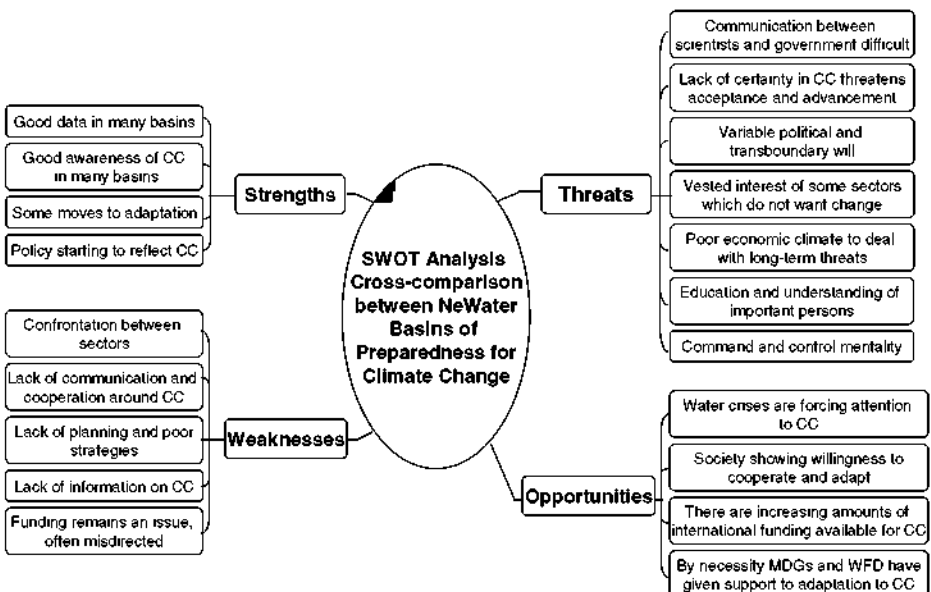 Good data in many basins
Good awareness of CC
in many basins
Some moves to adaptation
Policy starting to reflect CC
Strengths
Confrontation between
sectors
Lack of communication and
cooperation around CC
Lack of planning and poor
strategies
Lack of information on CC
Funding remains an issue,
often misdirected
Weaknesses
SWOT Analysis
Cross-comparison
between NeWater
Basins of
Preparedness for
Climate Change
Threats
Communication between
scientists and government difficult
Lack of certainty in CC threatens
acceptance and advancement
Variable political and
transboundary will
Vested interest of some sectors
which do not want change
Poor economic climate to deal
with long-term threats
Education and understanding of
important persons
Command and control mentality
Opportunities
Water crises are forcing attention
to CC
Society showing willingness to
cooperate and adapt
There are increasing amounts of
international funding available for CC
By necessity MDGs and WFD have
given support to adaptation to CC